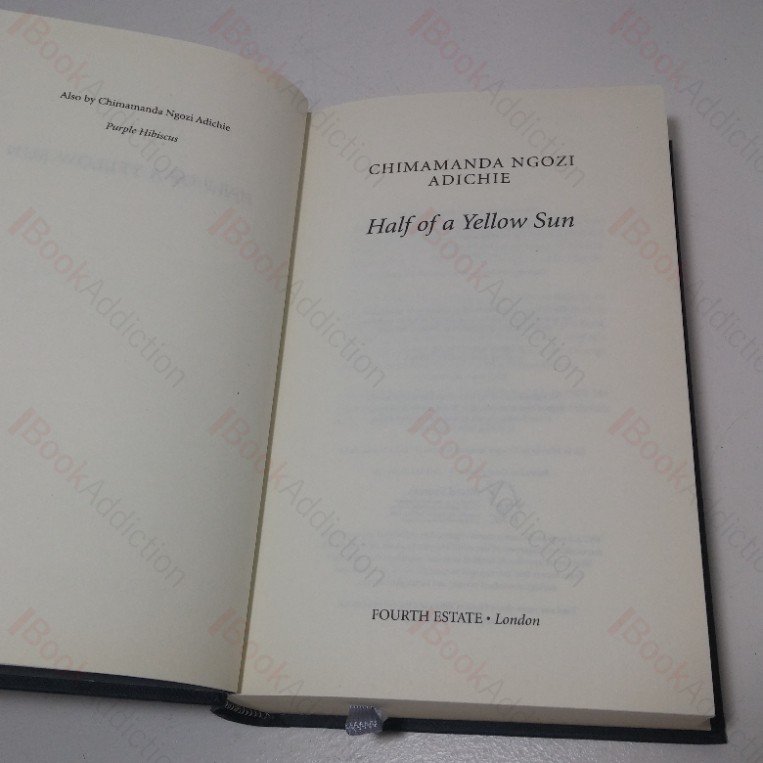 Also by Chimamanda Ngozi Adichie
Purple Hibiscus
CHIMAMANDA NGOZI
ADICHIE
Half of a Yellow Sun
FOURTH ESTATE • London
BookAddiction